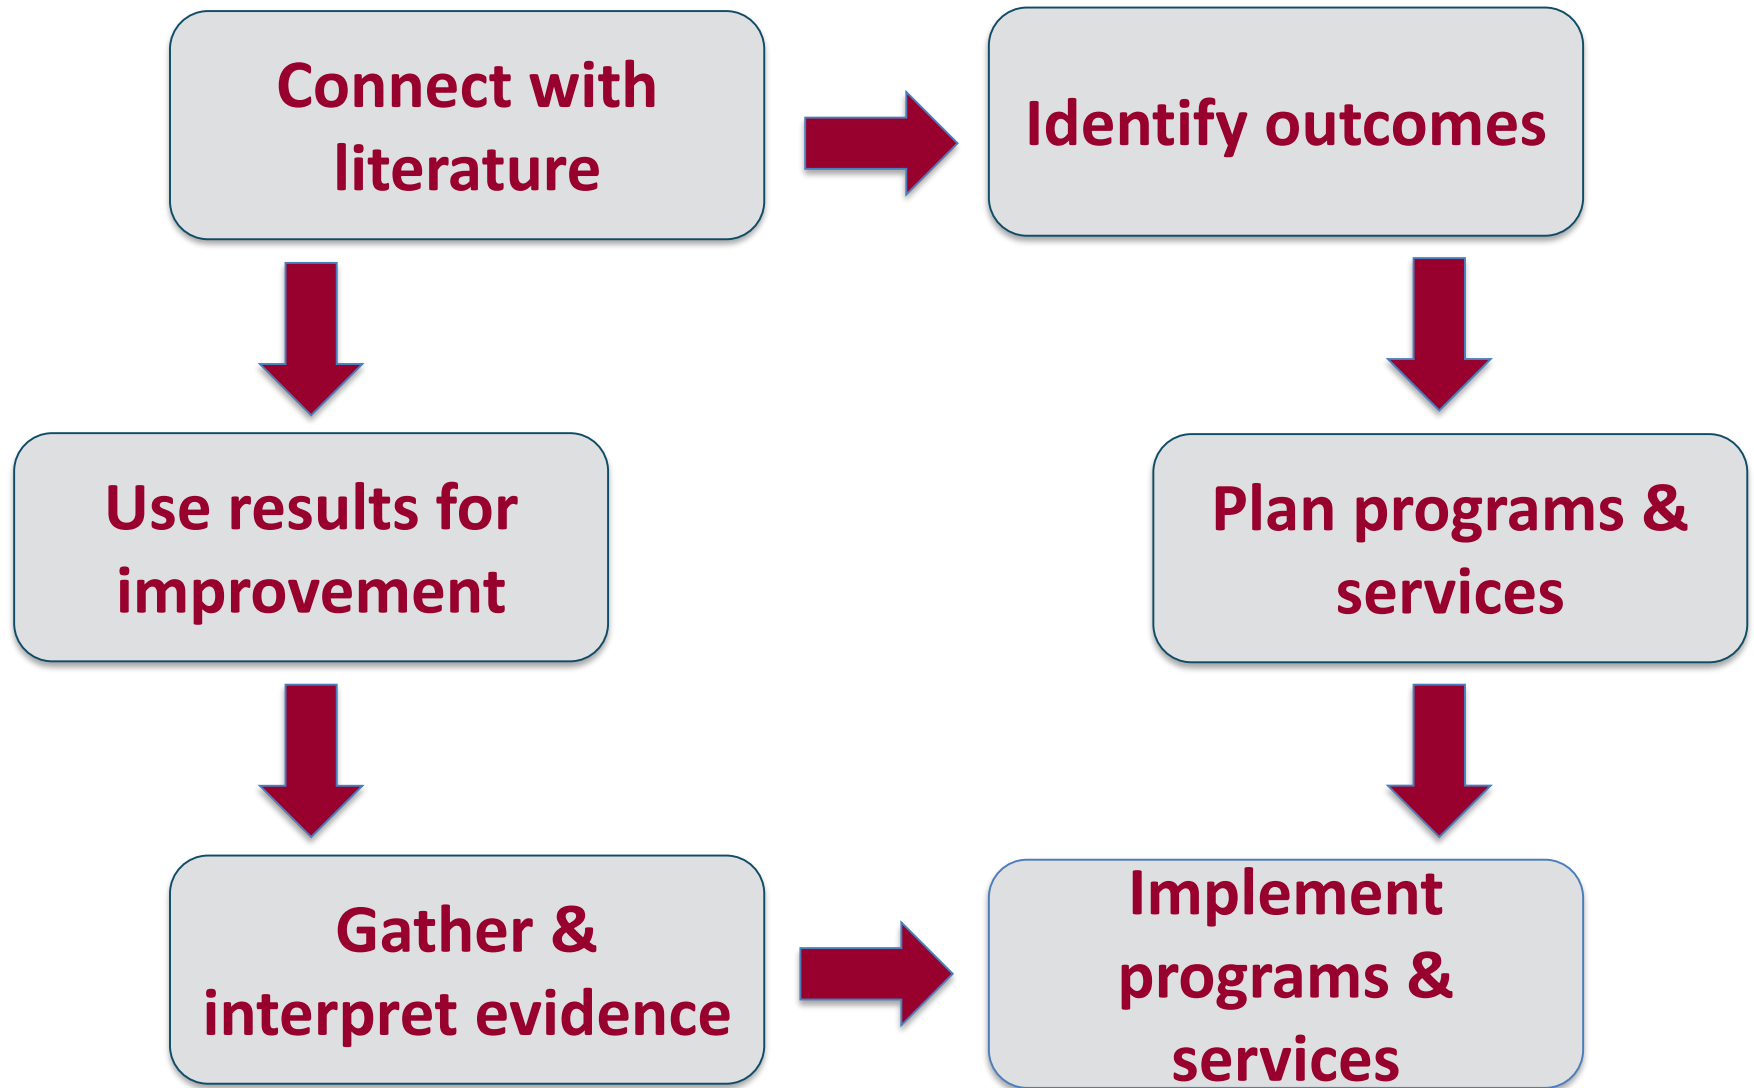 Connect with
literature
Identify outcomes
Use results for
improvement
Plan programs &
services
Gather &
interpret evidence
Implement
programs &
services